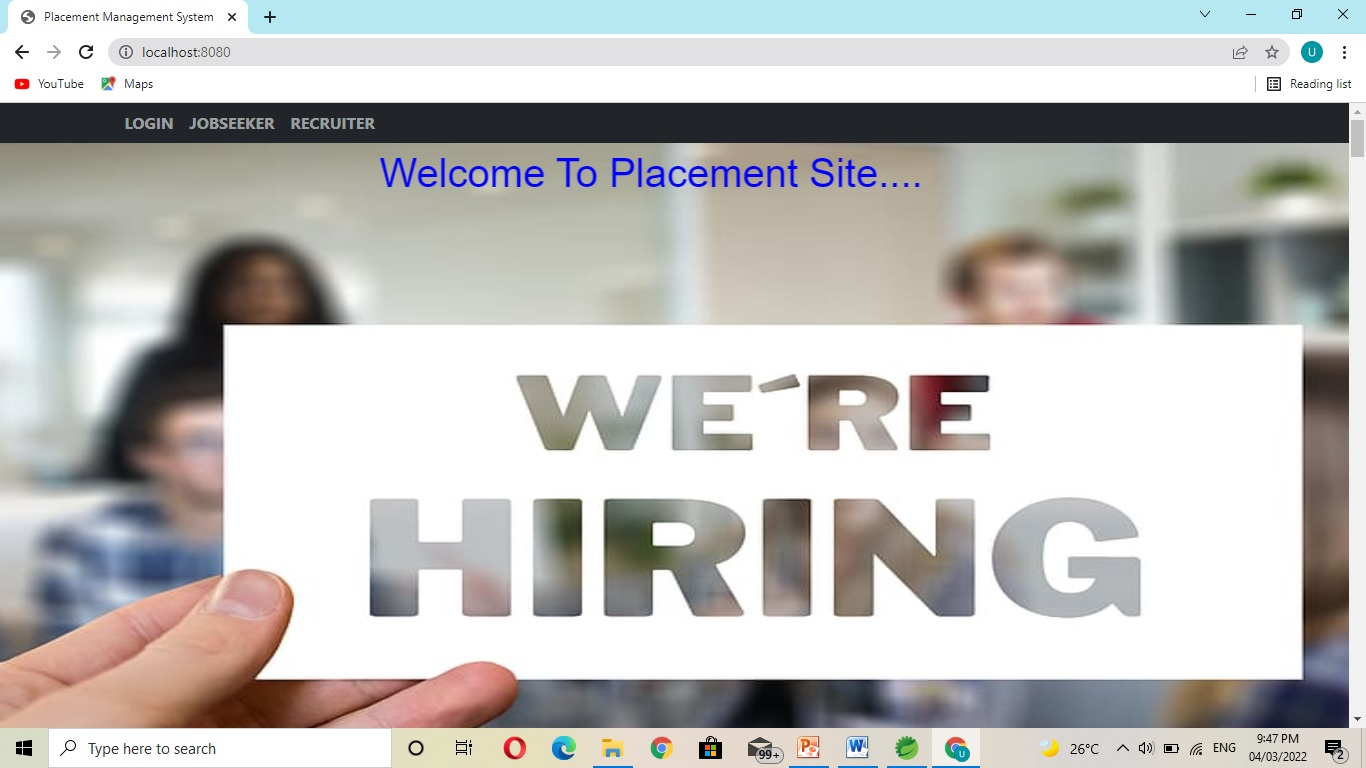 Placement Management System
localhost:8080
U
YouTube
Maps
Reading list
LOGIN JOBSEEKER RECRUITER
Welcome To Placement Site....
WE´RE
HIRING
Type here to search
99+
P
W
U
26°C
ENG
9:47 PM
04/03/2022
2